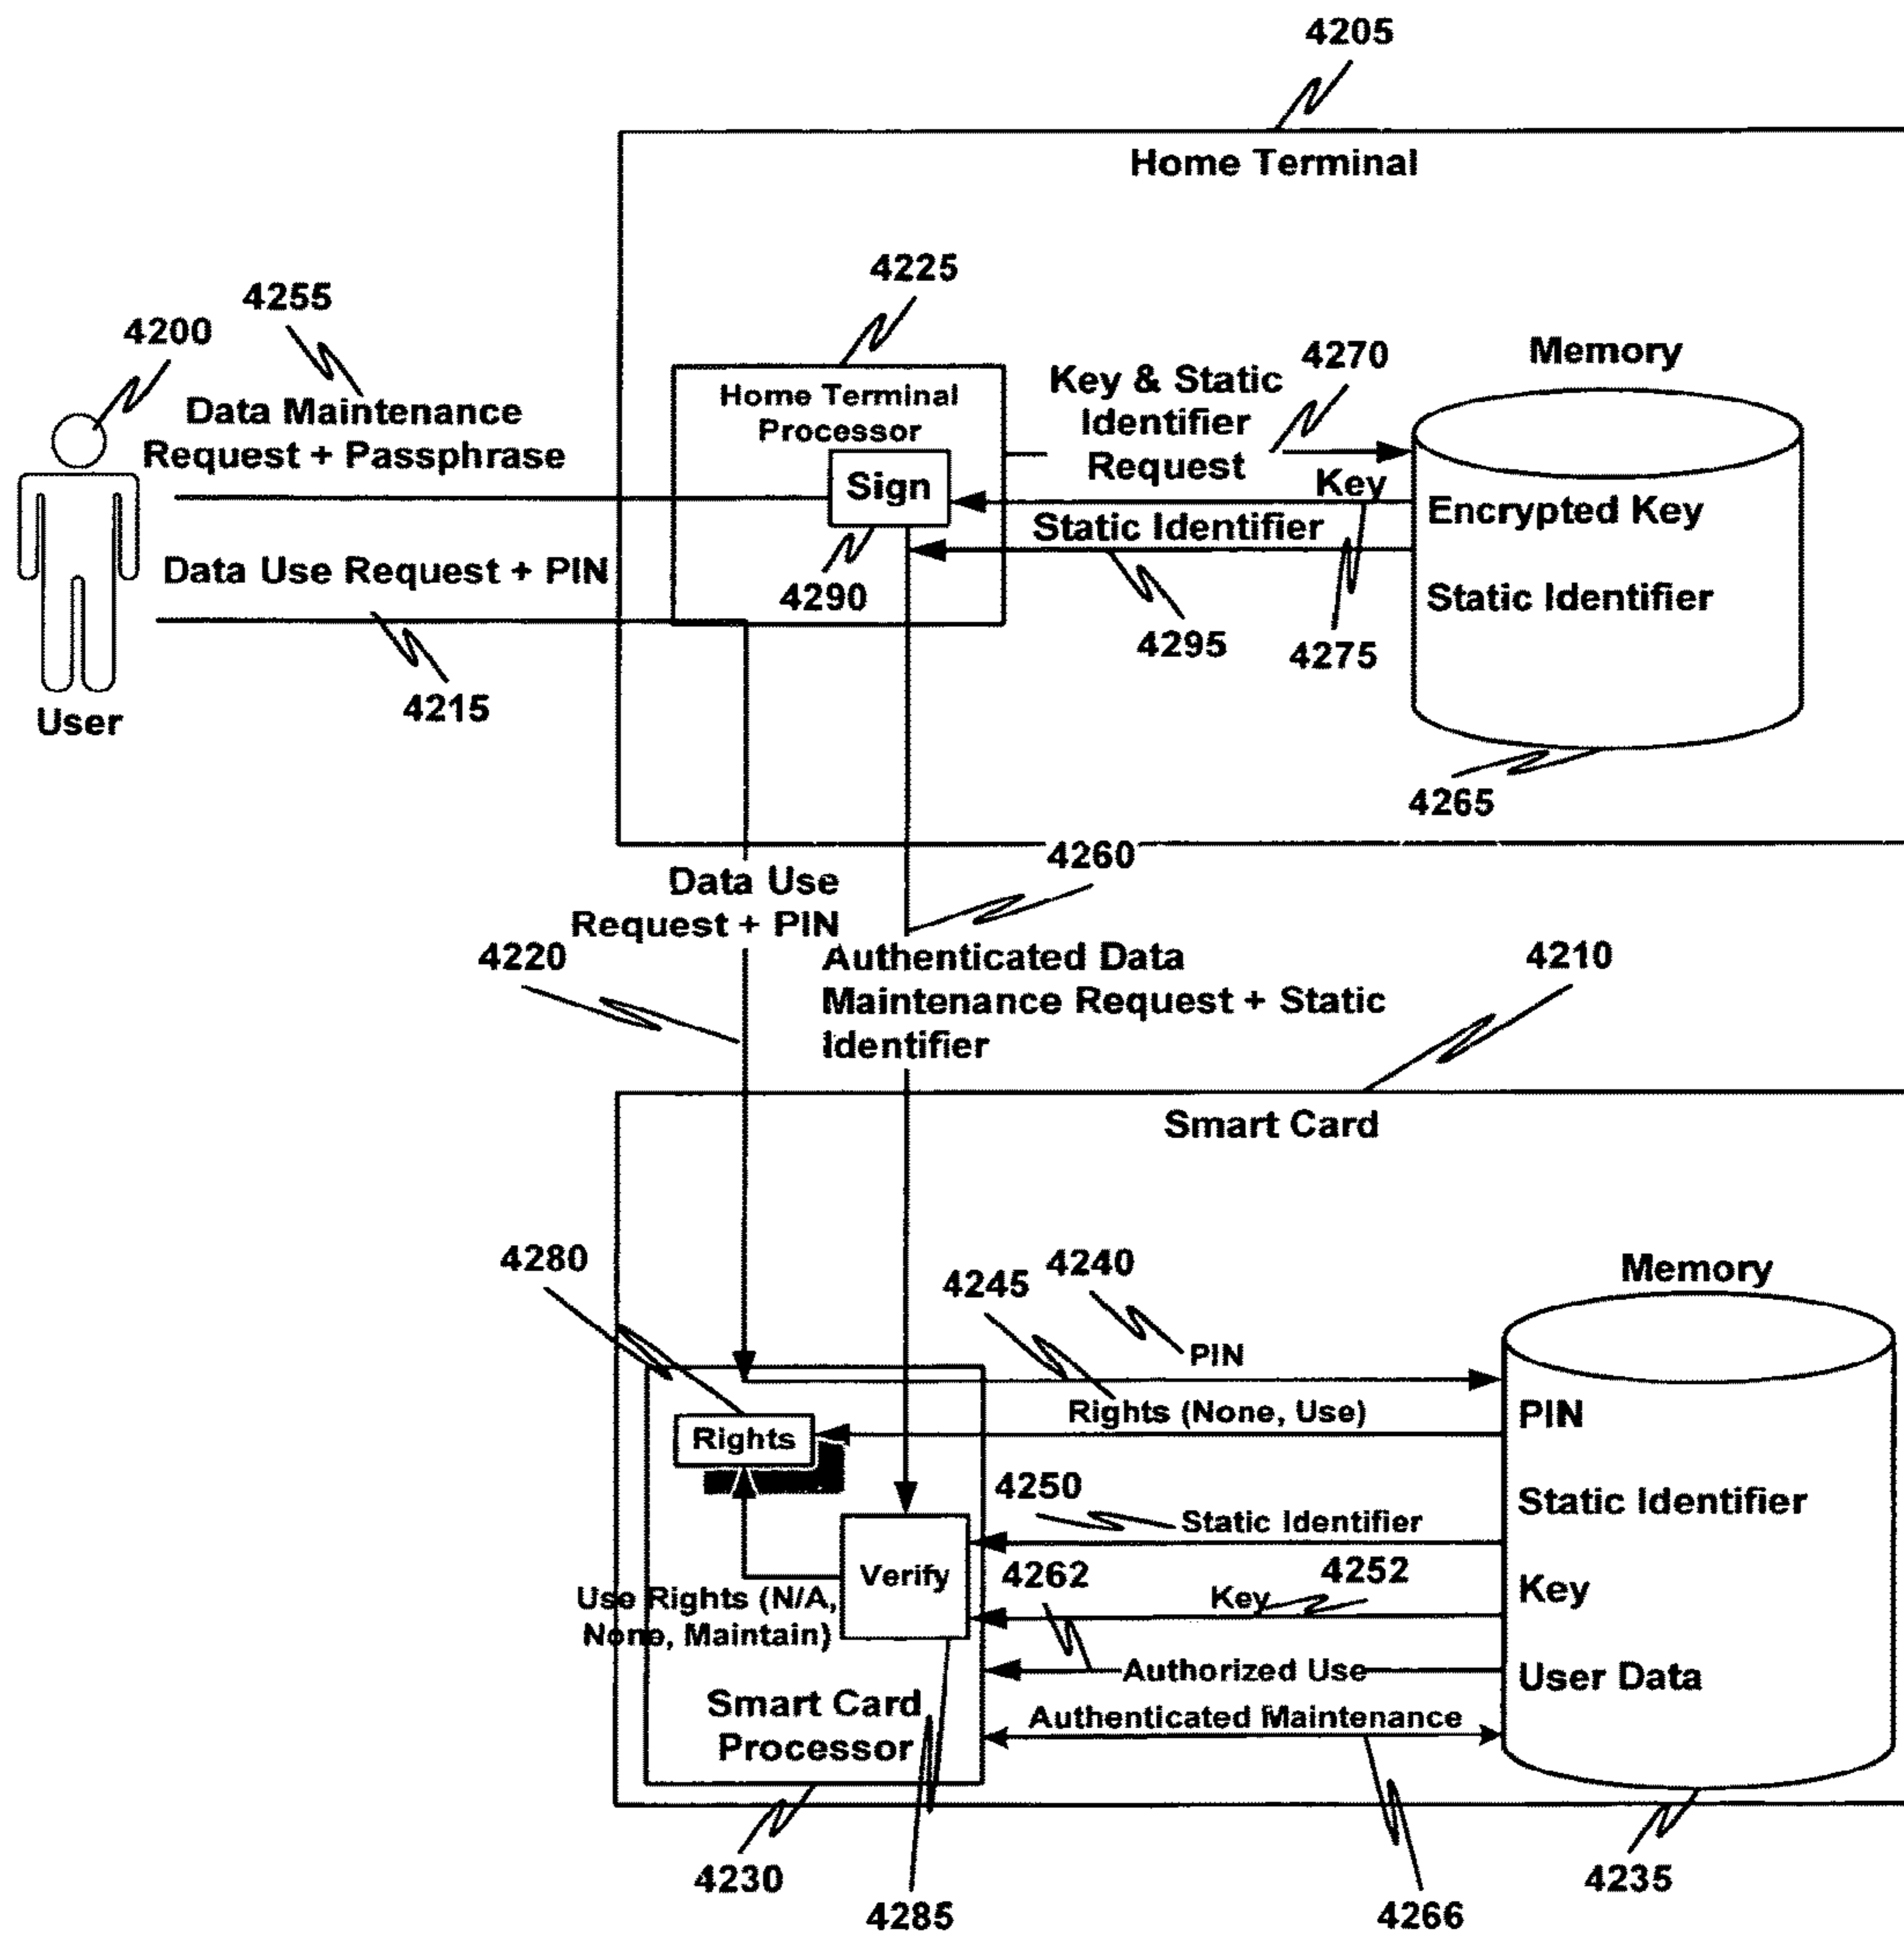 4205
Home Terminal
4225
4255
4200
Data Maintenance
Request + Passphrase
Home Terminal
Processor
Sign
Key & Static
Identifier
Request
4270
Memory
Key
Encrypted Key
Static Identifier
Data Use Request + PIN
4290
Static Identifier
4295
4275
4215
User
4265
4260
Data Use
Request + PIN
4220
Authenticated Data
Maintenance Request + Static
Identifier
4210
Smart Card
4280
4245
4240
Memory
PIN
Rights (None, Use)
PIN
Rights
4250
Static Identifier
Static Identifier
Verify
4262
4252
Key
Key
Use Rights (N/A,
None, Maintain)
Authorized Use
User Data
Smart Card
Processor
Authenticated Maintenance
4230
4285
4266
4235